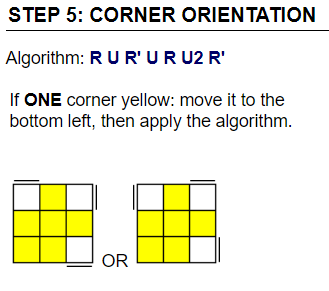 STEP 5: CORNER ORIENTATION
Algorithm: R U R' U R U2 R'
If ONE corner yellow: move it to the
bottom left, then apply the algorithm.
OR